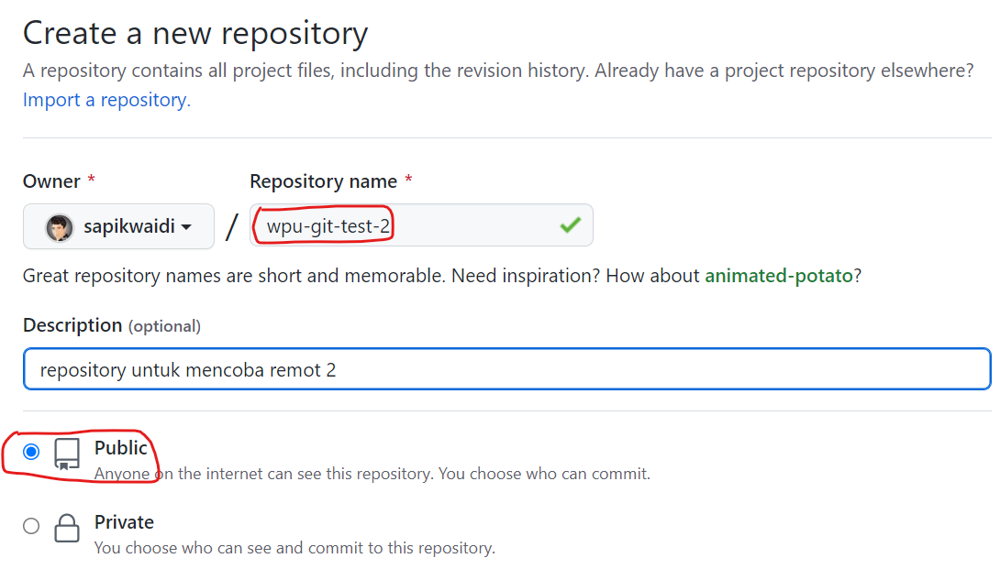 Create a new repository
A repository contains all project files, including the revision history. Already have a project repository elsewhere?
Import a repository.
Owner *
Repository name *
sapikwaidi / wpu-git-test-2
Great repository names are short and memorable. Need inspiration? How about animated-potato?
Description (optional)
repository untuk mencoba remot 2
Public
Anyone on the internet can see this repository. You choose who can commit.
Private
You choose who can see and commit to this repository.